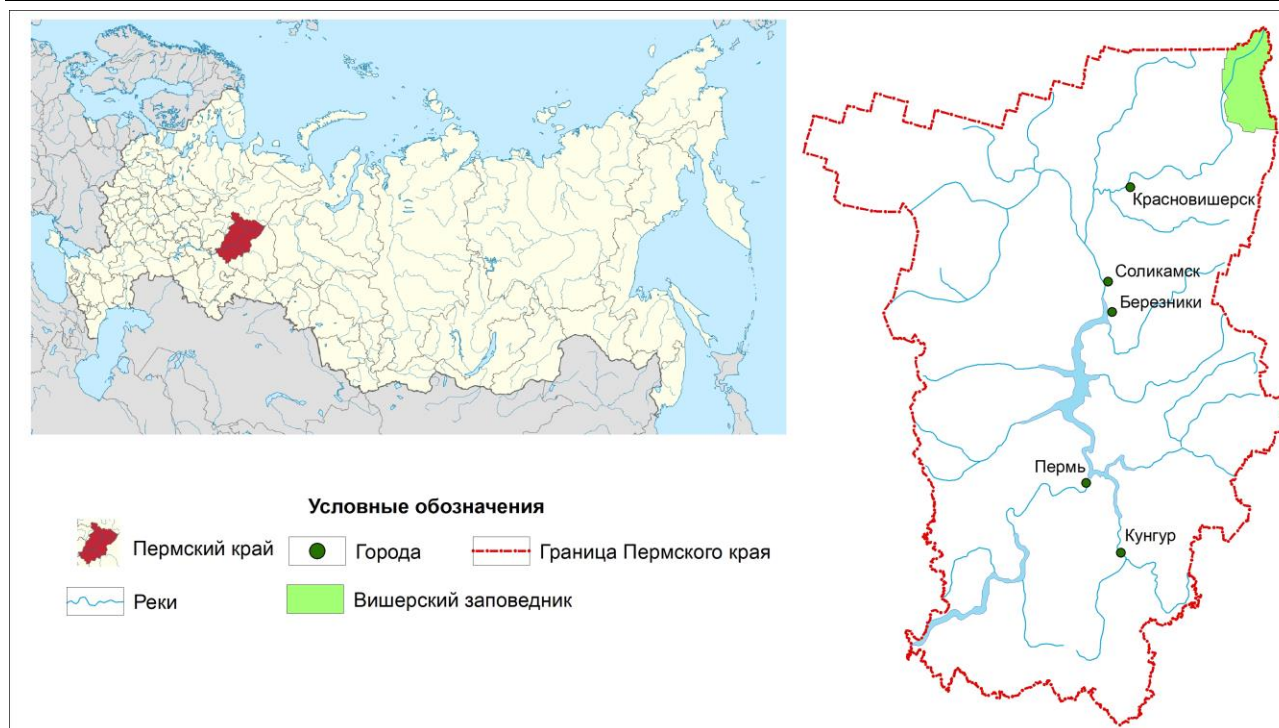 Красновишерск
Соликамск
Березники
Пермь
Кунгур
Условные обозначения
Пермский край
Города
Граница Пермского края
Реки
Вишерский заповедник